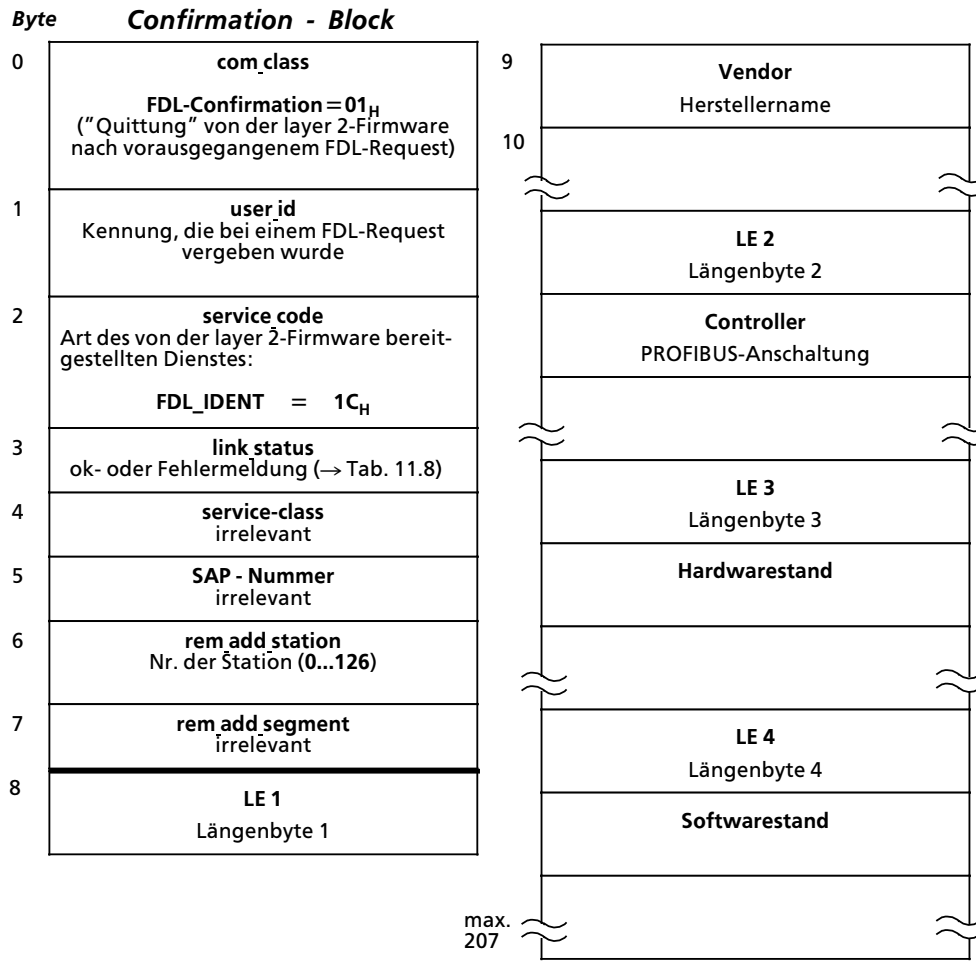 Byte Confirmation - Block
0 com_class
FDL-Confirmation = 01H
("Quittung" von der layer 2-Firmware
nach vorausgegangenem FDL-Request)
1 user_id
Kennung, die bei einem FDL-Request
vergeben wurde
2 service_code
Art des von der layer 2-Firmware bereit-
gestellten Dienstes:
FDL_IDENT = 1CH
3 link_status
ok- oder Fehlermeldung (→ Tab. 11.8)
4 service-class
irrelevant
5 SAP - Nummer
irrelevant
6 rem_add_station
Nr. der Station (0...126)
7 rem_add_segment
irrelevant
8 LE 1
Längenbyte 1
9 Vendor
Herstellername
10
LE 2
Längenbyte 2
Controller
PROFIBUS-Anschaltung
LE 3
Längenbyte 3
Hardwarestand
LE 4
Längenbyte 4
Softwarestand
max.
207